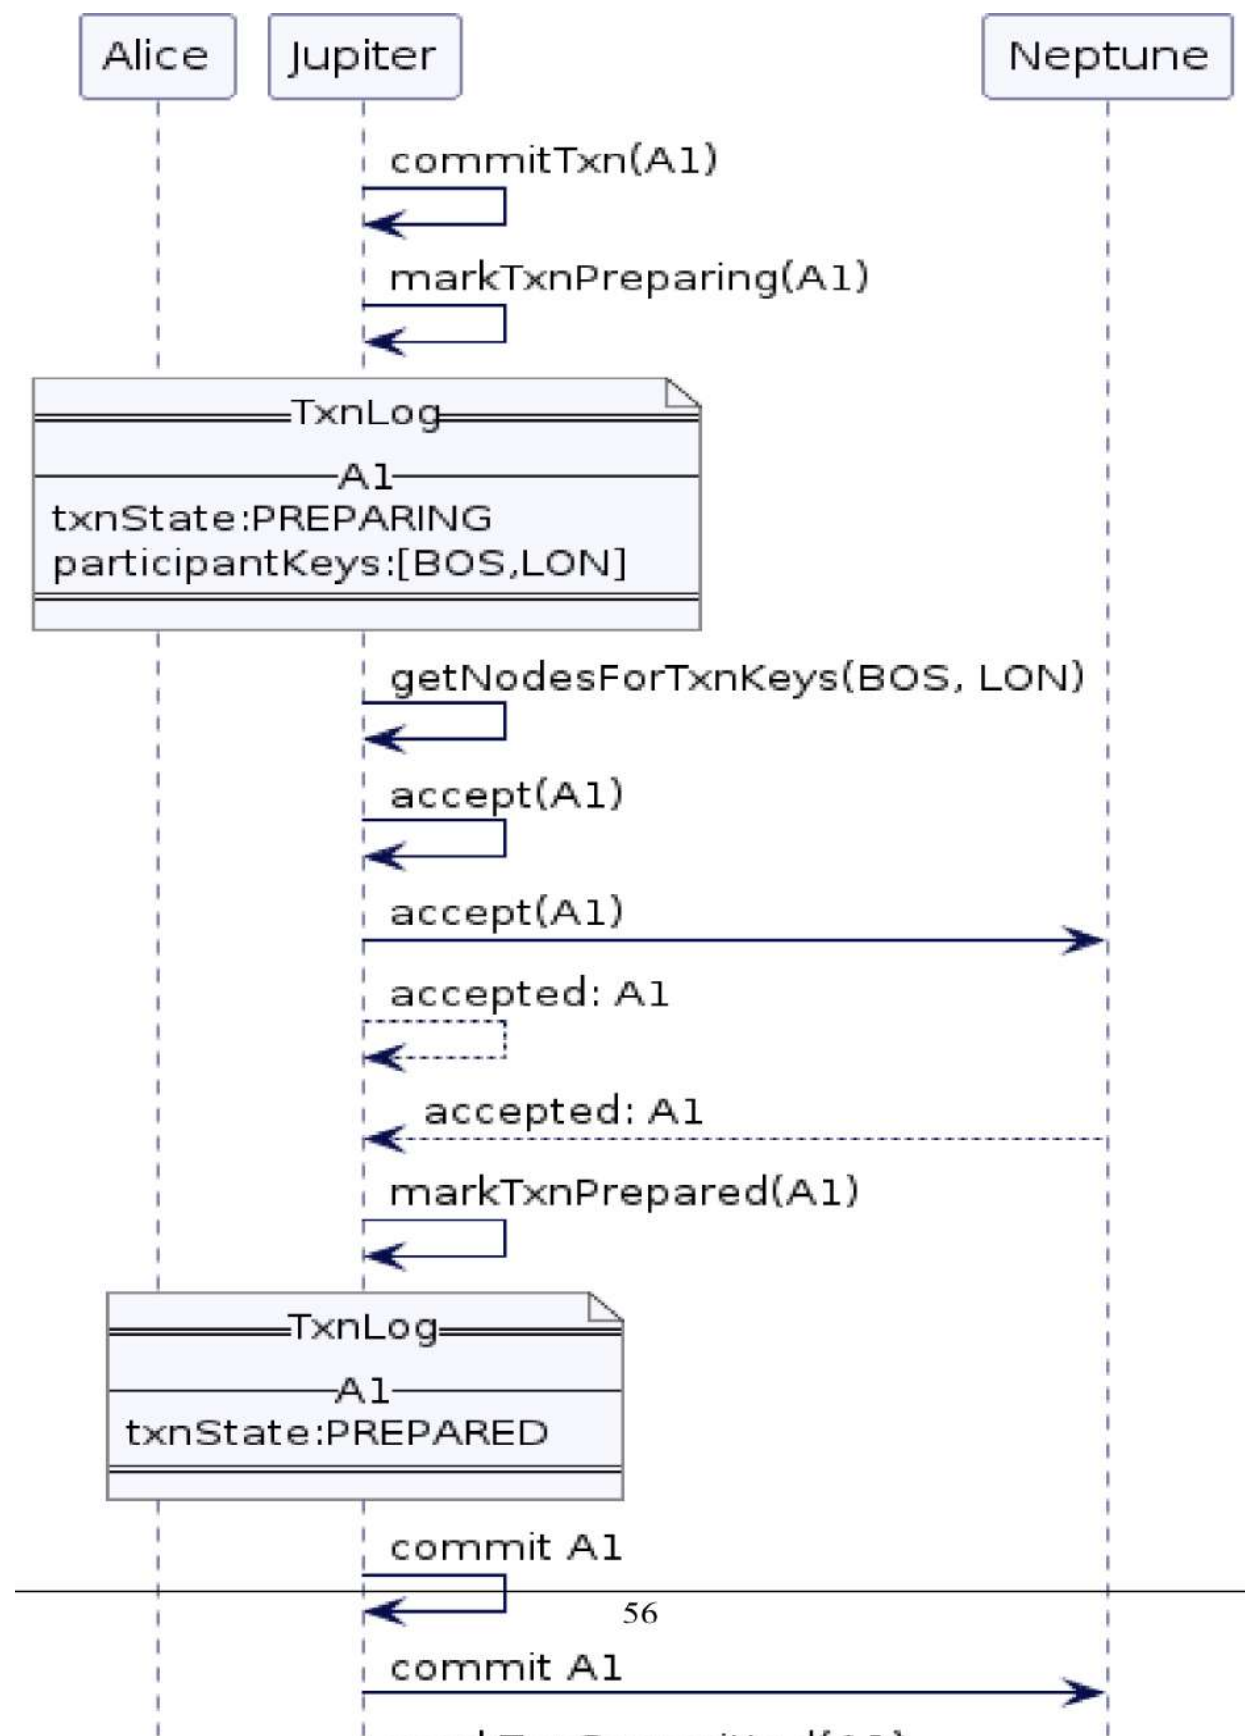 Alice Jupiter Neptune
commitTxn(A1)
markTxnPreparing(A1)
TxnLog
A1
txnState:PREPARING
participantKeys:[BOS,LON]
getNodesForTxnKeys(BOS, LON)
accept(A1)
accept(A1)
accepted: A1
accepted: A1
markTxnPrepared(A1)
TxnLog
A1
txnState:PREPARED
commit A1
56
commit A1